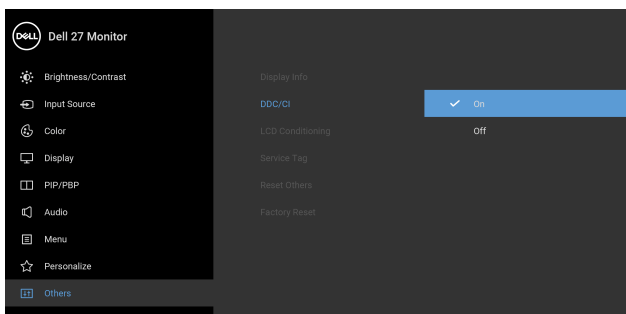 DELL Dell 27 Monitor
Brightness/Contrast
Display Info
Input Source
DDC/CI
On
Color
LCD Conditioning
Off
Display
Service Tag
PIP/PBP
Reset Others
Audio
Factory Reset
Menu
Personalize
Others